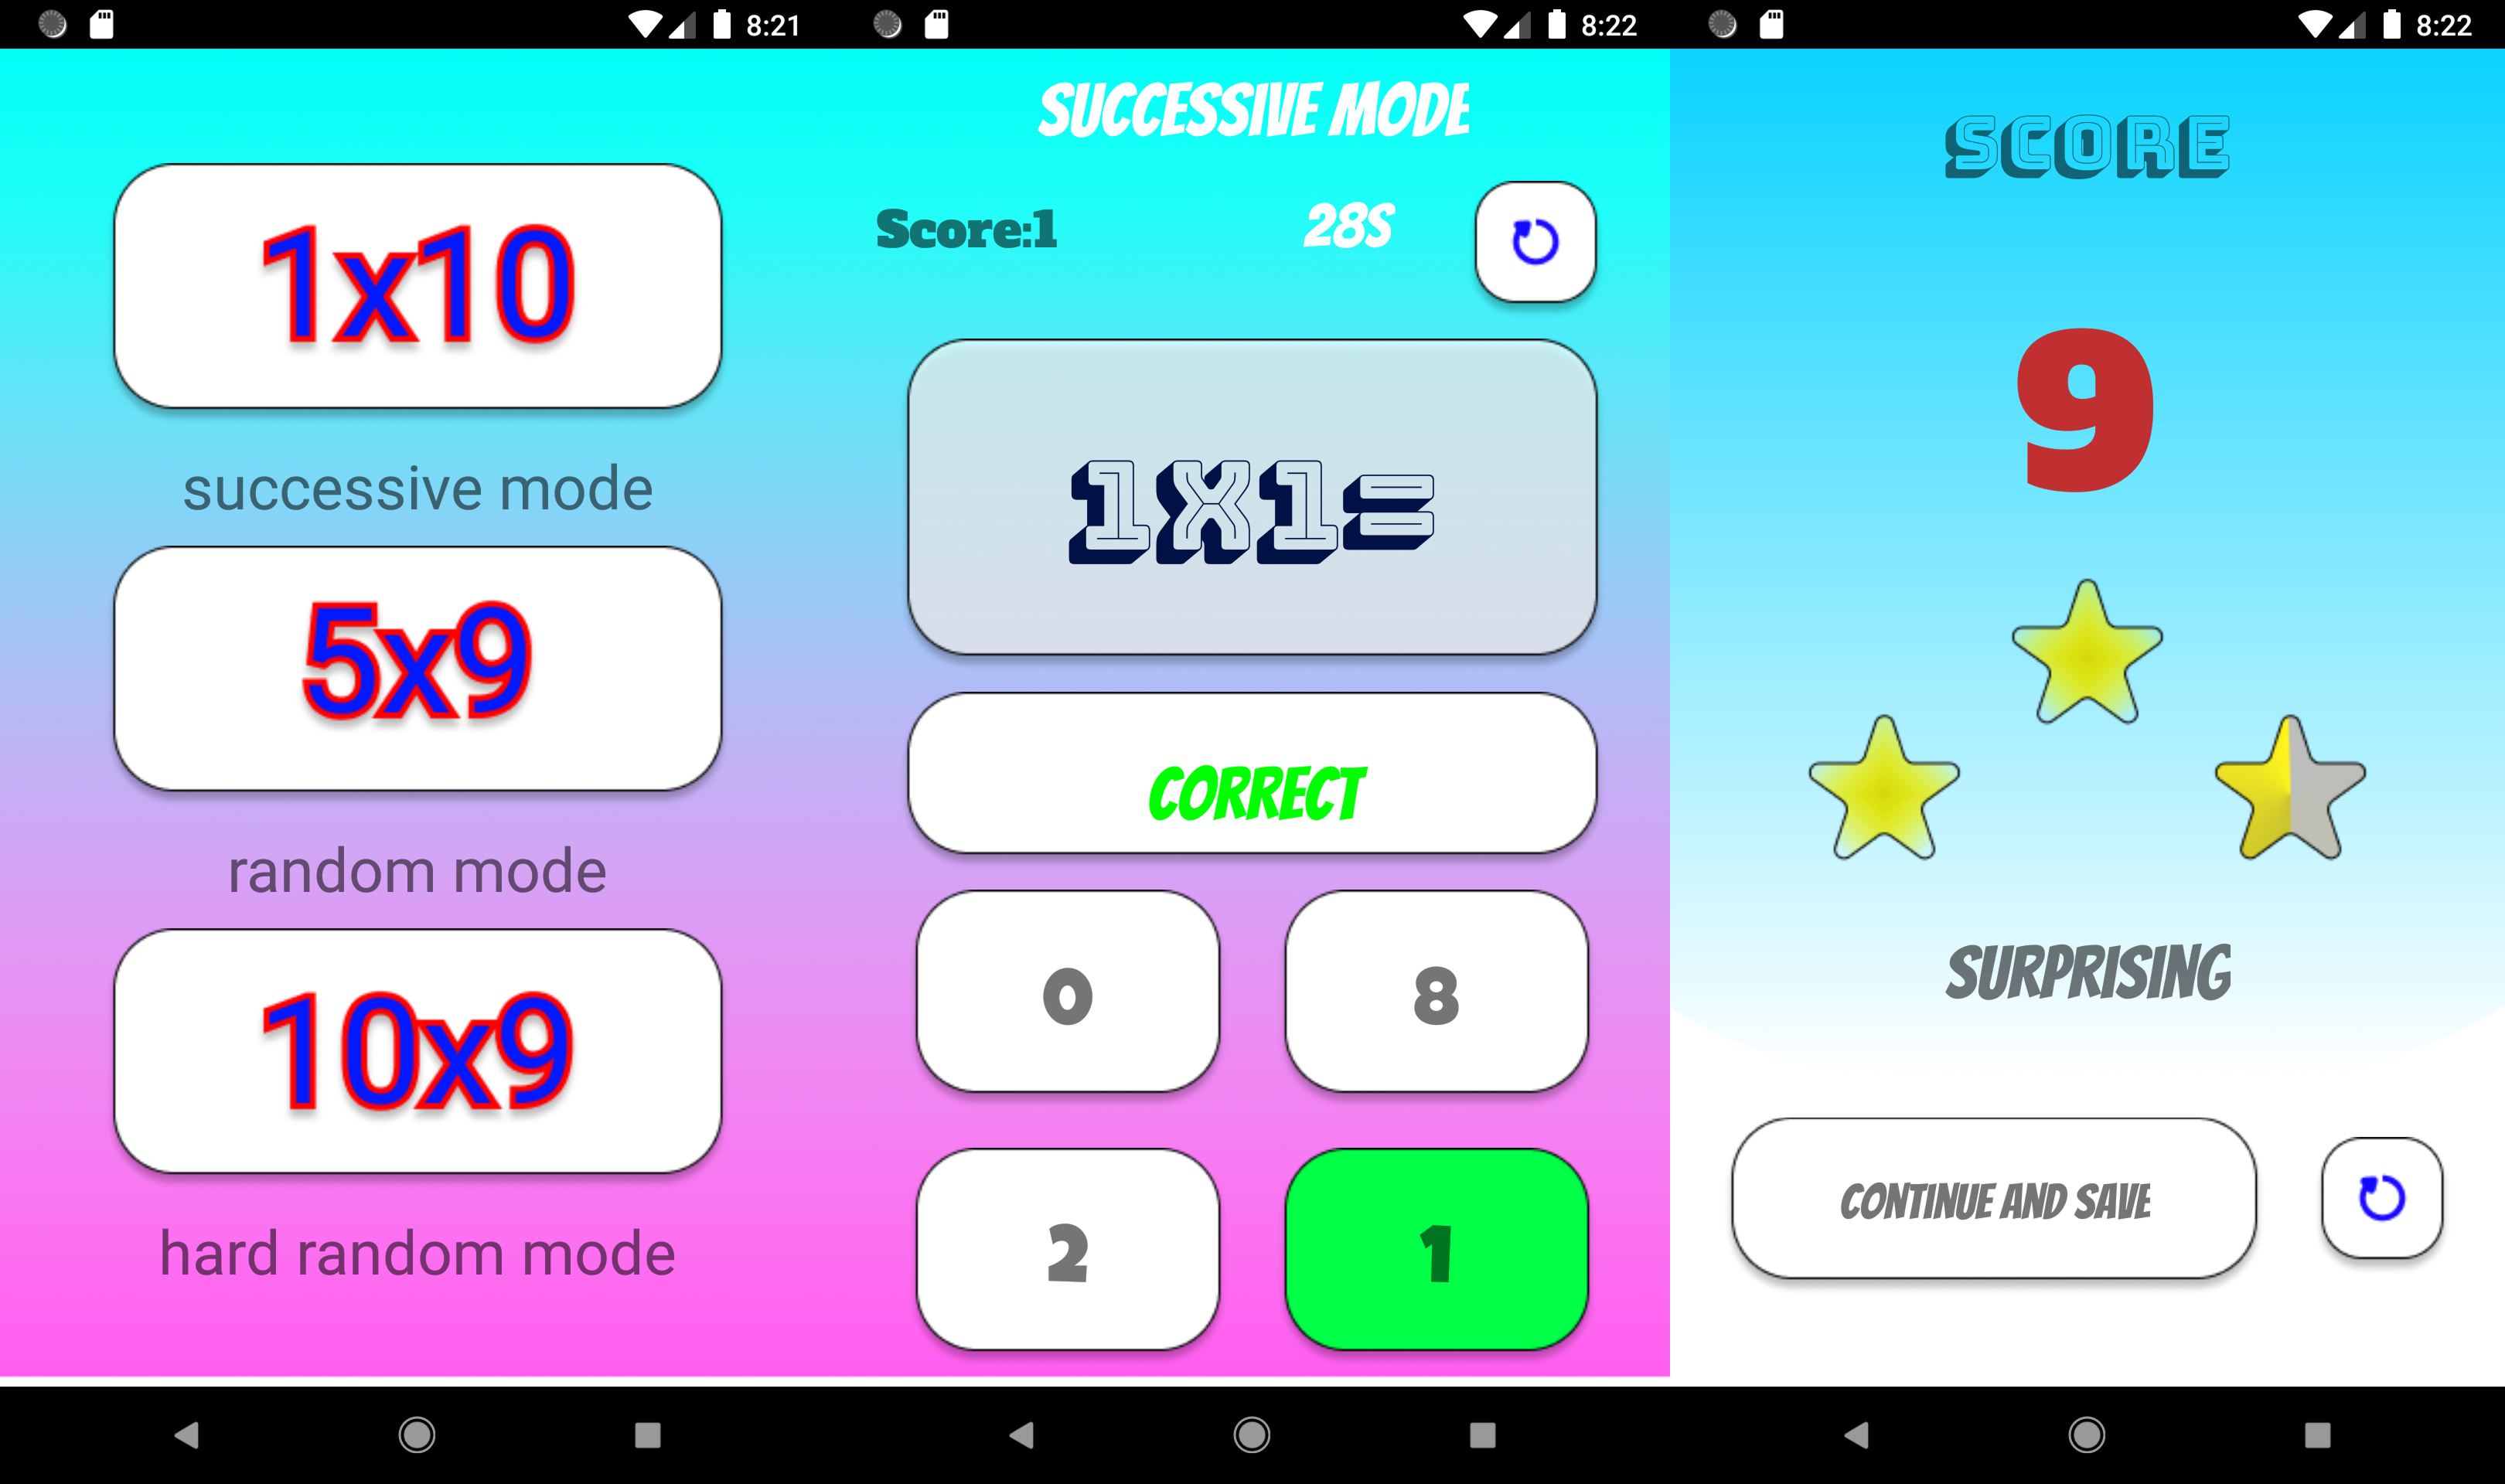 8:21
1x10
successive mode
5x9
random mode
10x9
hard random mode
8:22
SUCCESSIVE MODE
Score:1
28S
1X1=
CORRECT
0
8
2
1
8:22
SCORE
9
SURPRISING
CONTINUE AND SAVE